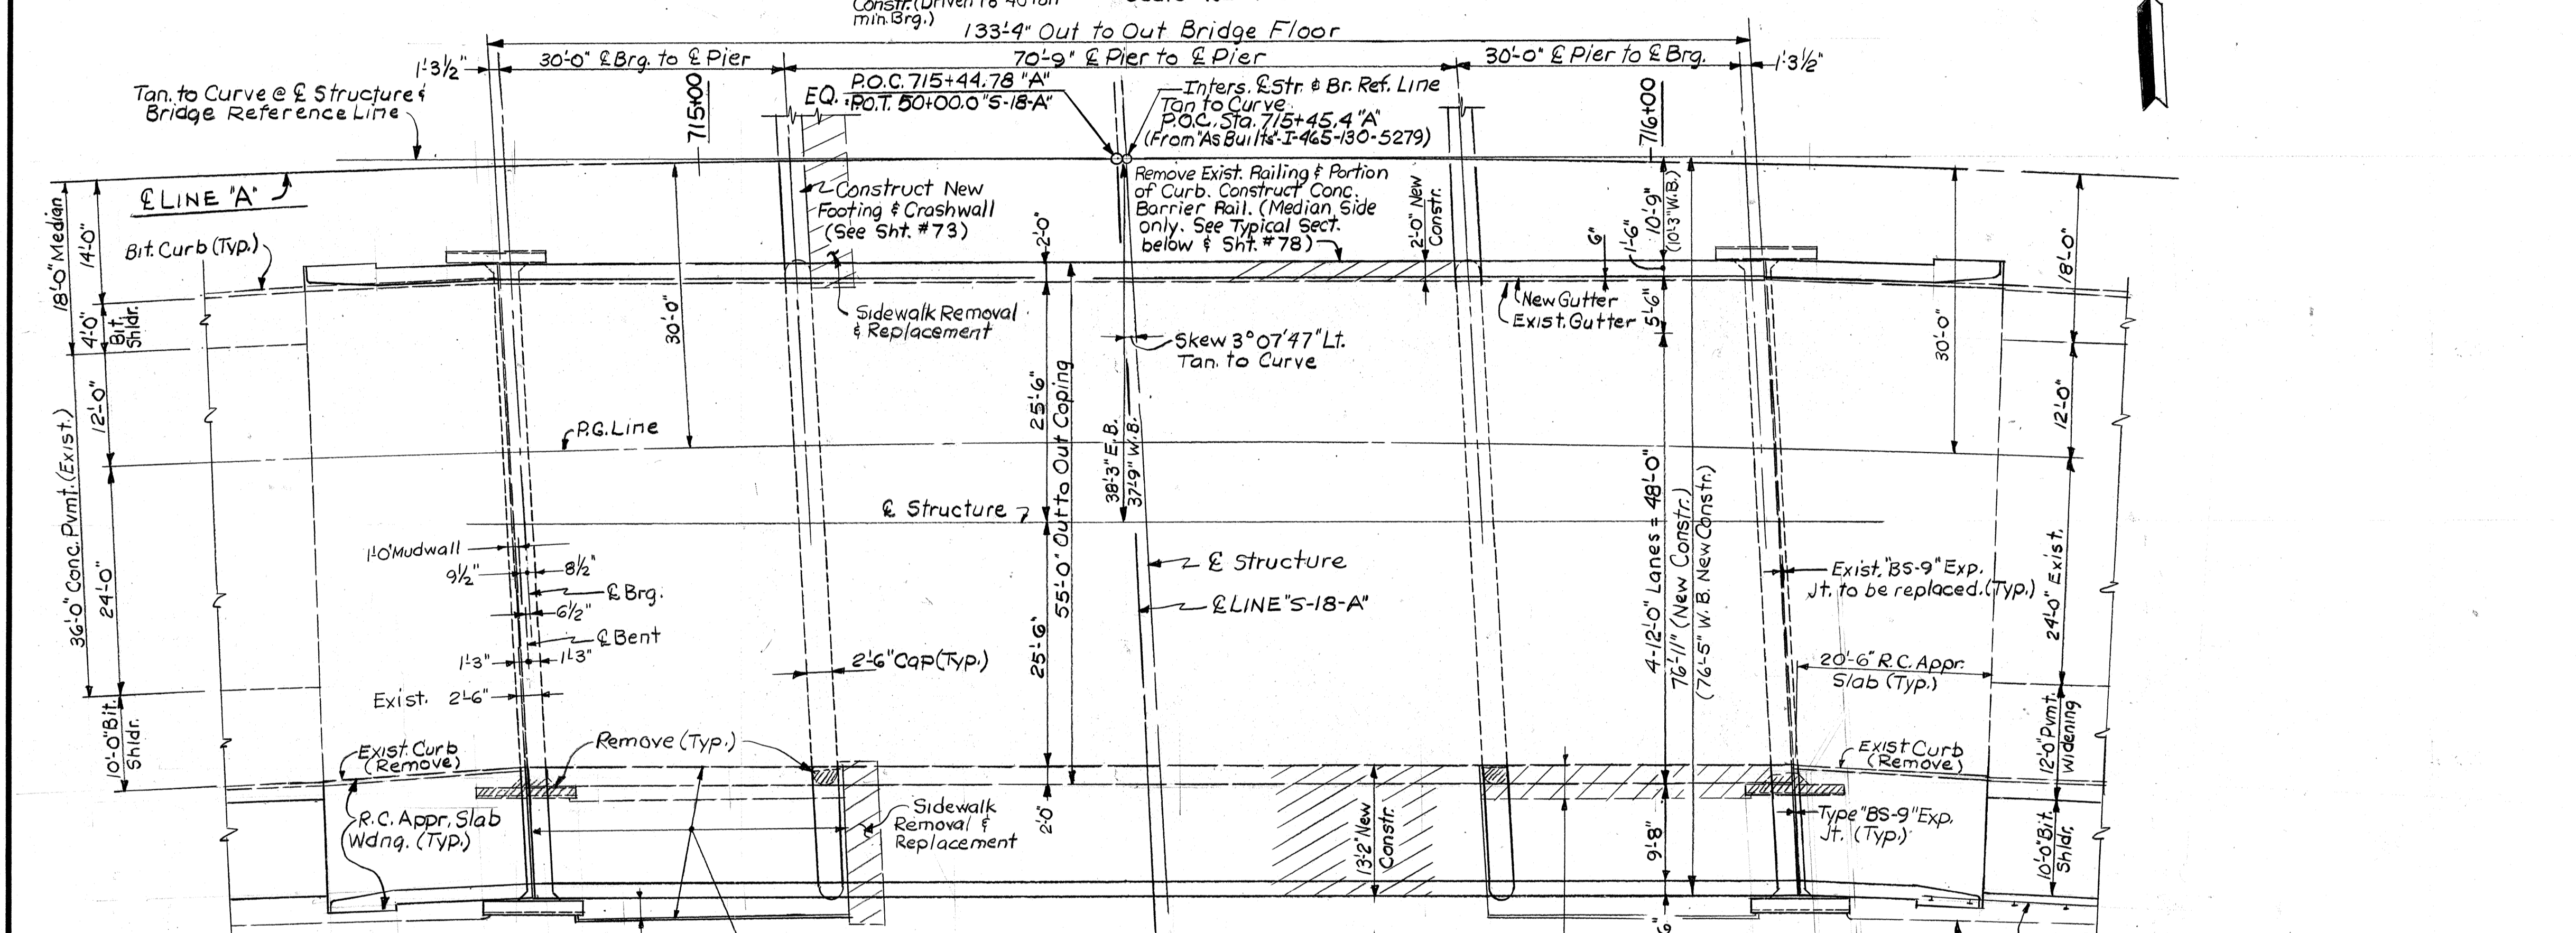 Constr. (Driven To 40 Ton
min. Brg.)
133'-4" Out to Out Bridge Floor
1'-3½"
30'-0" ℄ Brg. to ℄ Pier
70'-9" ℄ Pier to ℄ Pier
30'-0" ℄ Pier to ℄ Brg.
1'-3½"
Tan. to Curve @ ℄ Structure &
Bridge Reference Line
715+00
EQ. : P.O.C. 715+44.78 "A"
P.O.T. 50+00.0 "S-18-A"
Inters. ℄ Str. & Br. Ref. Line
Tan to Curve
P.O.C. Sta. 715+45.4 "A"
(From "As Builts"-I-465-130-5279)
716+00
℄ LINE "A"
18'-0" Median
14'-0"
4'-0"
Bit.
Shldr.
Bit. Curb (Typ.)
Construct New
Footing & Crashwall
(See Sht. #73)
Remove Exist. Railing & Portion
of Curb. Construct Conc.
Barrier Rail. (Median Side
only. See Typical Sect.
below & Sht. #78)
2'-0" New
Constr.
6"
1'-6"
10'-9"
(10'-3" W.B.)
18'-0"
2'-0"
30'-0"
Sidewalk Removal
& Replacement
New Gutter
Exist. Gutter
5'-6"
30'-0"
Skew 3°07'47" Lt.
Tan. to Curve
12'-0"
36'-0" Conc. Pvmt. (Exist.)
24'-0"
P.G. Line
25'-6"
55'-0" Out to Out Coping
38'-3" E.B.
37'-9" W.B.
12'-0"
℄ Structure
4-12'-0" Lanes = 48'-0"
76'-11" (New Constr.)
(76'-5" W.B. New Constr.)
1'-0" Mudwall
9½"
8½"
℄ Brg.
6½"
℄ Bent
1'-3"
1'-3"
Exist. 2'-6"
2'-6" Cap (Typ.)
25'-6"
℄ Structure
℄ LINE "S-18-A"
Exist. "BS-9" Exp.
Jt. to be replaced. (Typ.)
24'-0" Exist.
20'-6" R.C. Appr.
Slab (Typ.)
10'-0" Bit.
Shldr.
Exist. Curb
(Remove)
Remove (Typ.)
Exist Curb
(Remove)
12'-0" Pvmt.
Widening
R.C. Appr. Slab
Wdng. (Typ.)
Sidewalk
Removal &
Replacement
2'-0"
13'-2" New
Constr.
9'-8"
Type "BS-9" Exp.
Jt. (Typ.)
10'-0" Bit.
Shldr.